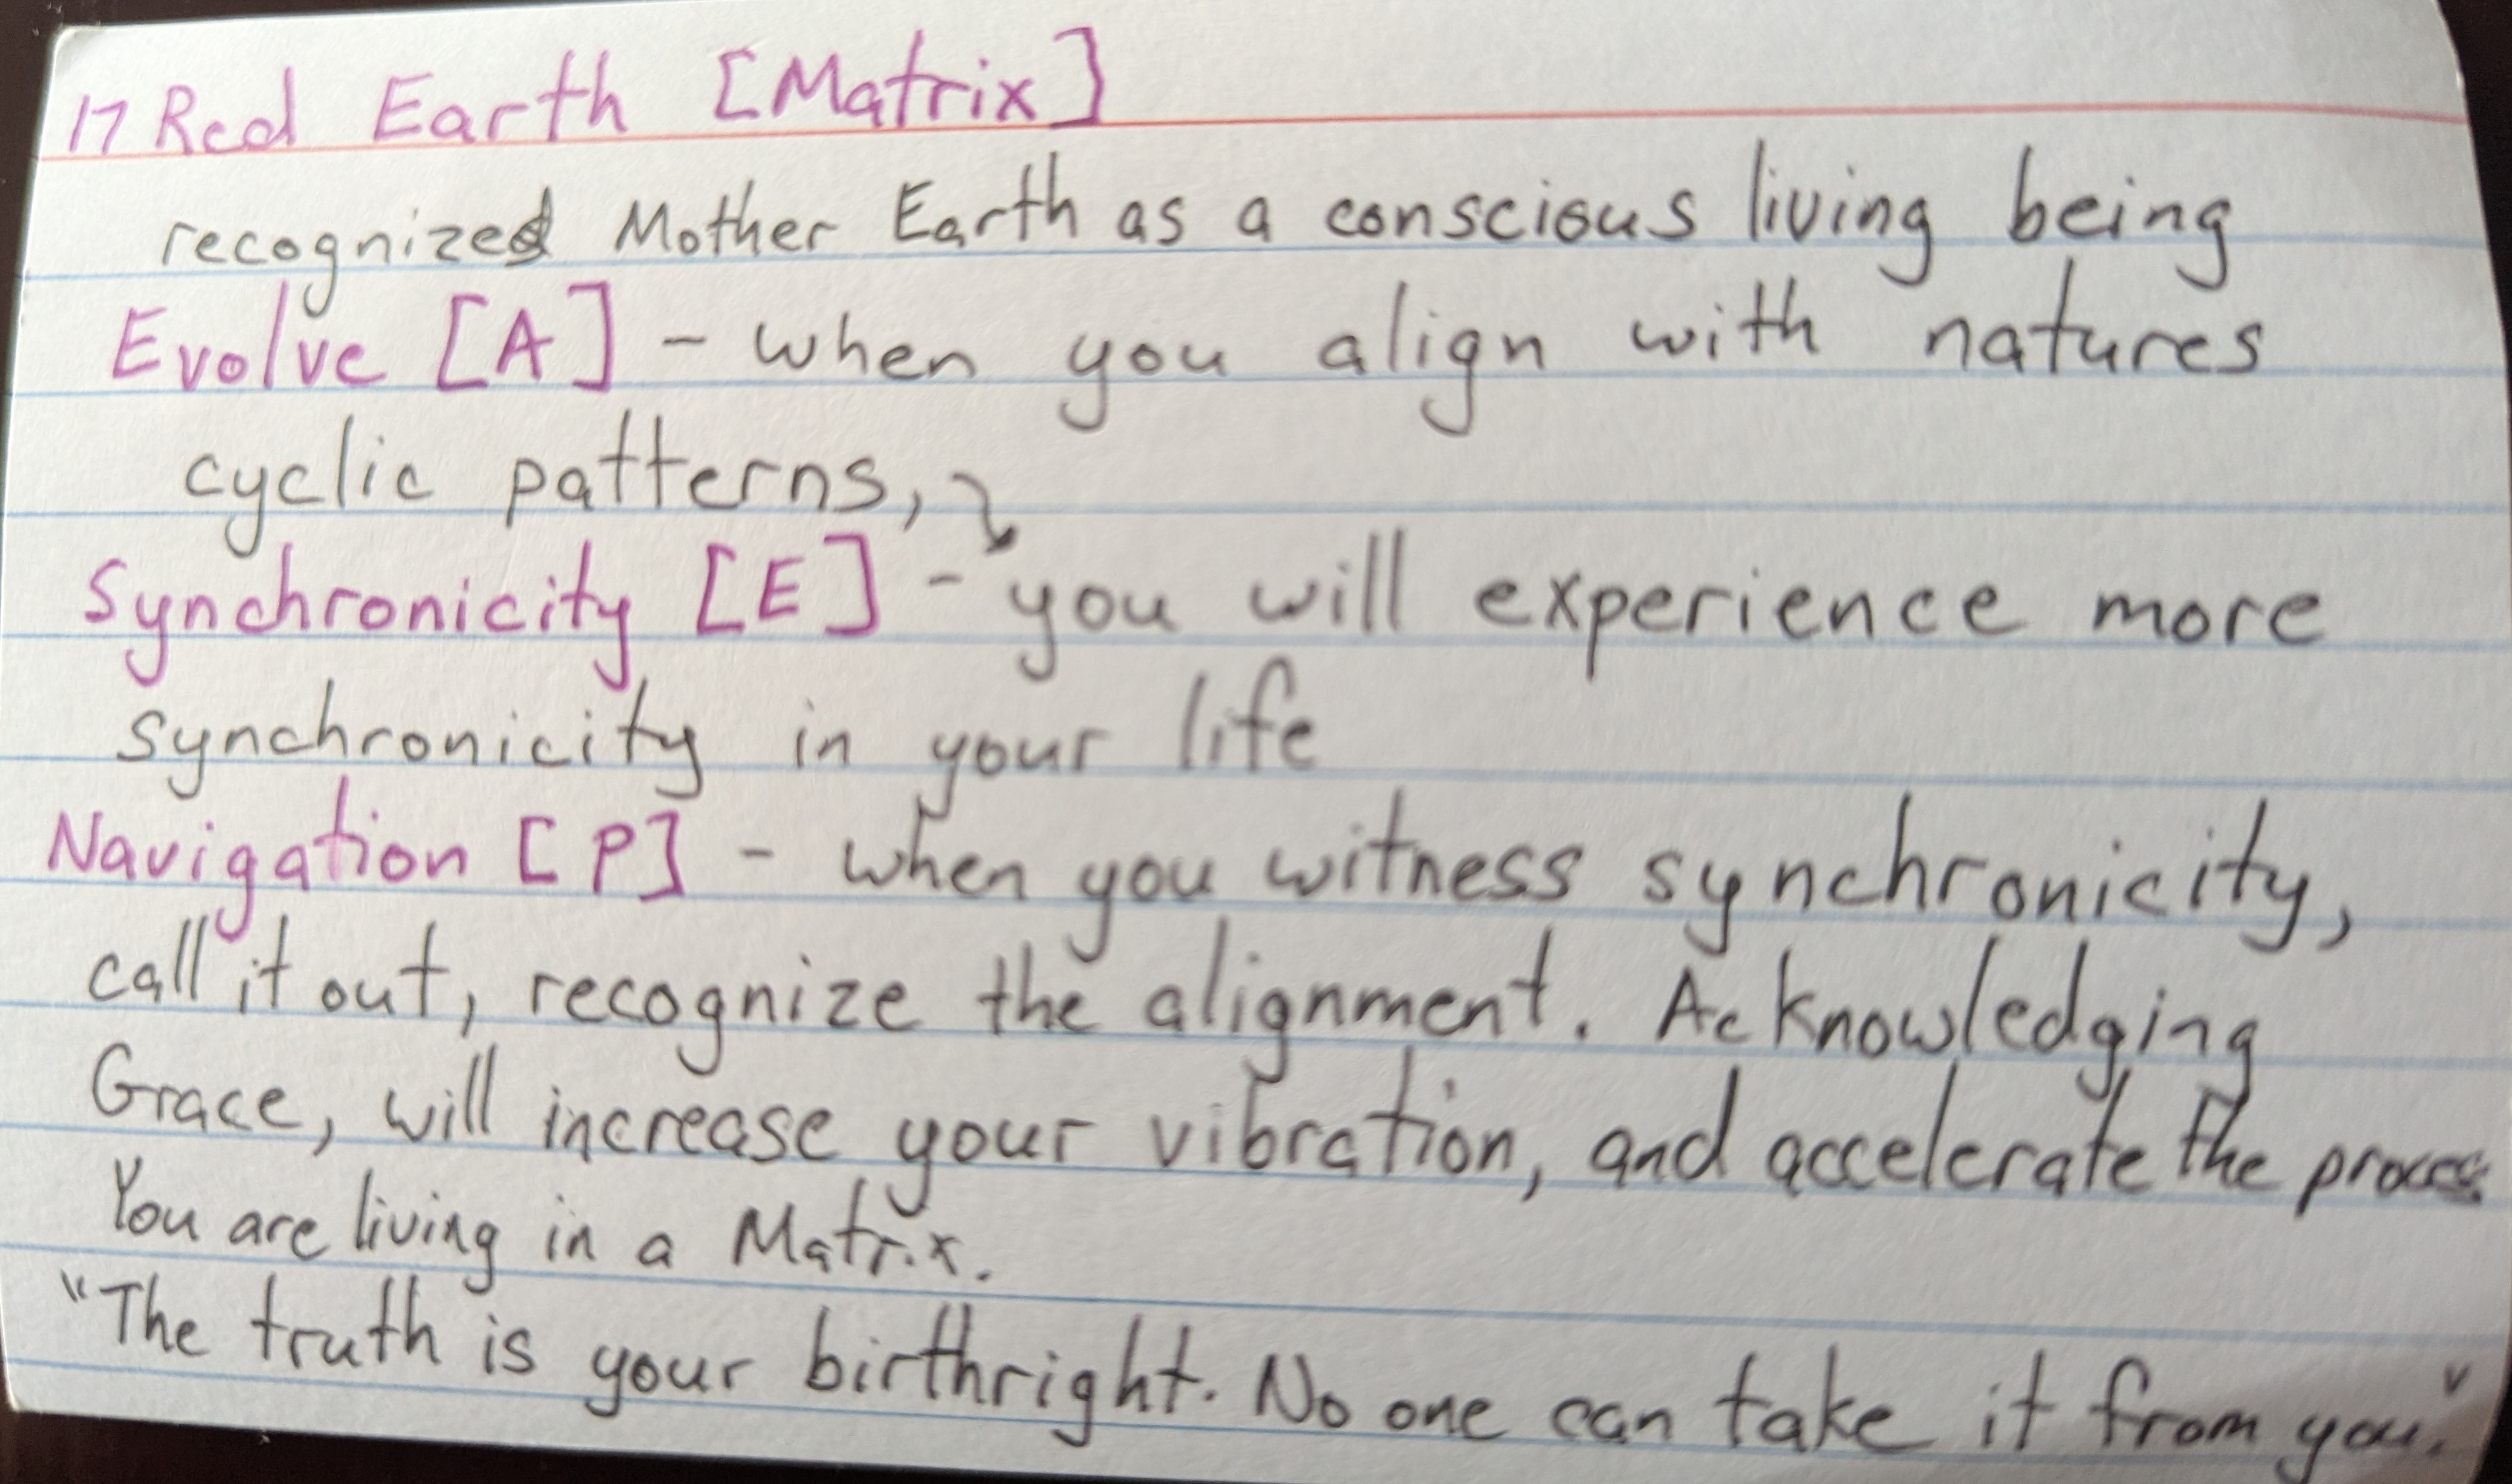 17 Red Earth [Matrix]
recognized Mother Earth as a conscious living being
Evolve [A] - when you align with natures
cyclic patterns, ↘
Synchronicity [E] - you will experience more
synchronicity in your life
Navigation [P] - when you witness synchronicity,
call it out, recognize the alignment. Acknowledging
Grace, will increase your vibration, and accelerate the process
You are living in a Matrix.
"The truth is your birthright. No one can take it from you."